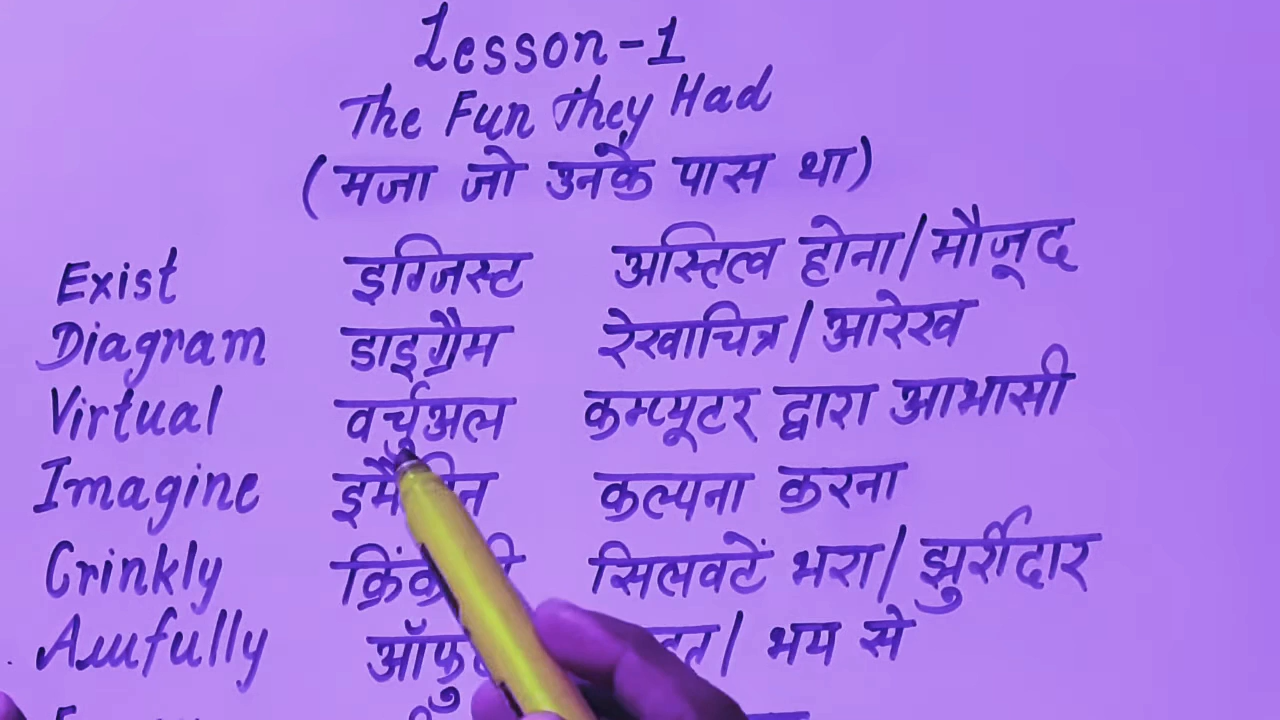 Lesson-1
The Fun They Had
(मजा जो उनके पास था)
Exist इग्जिस्ट अस्तित्व होना/मौजूद
Diagram डाइग्रैम रेखाचित्र/आरेख
Virtual वर्चुअल कम्प्यूटर द्वारा आभासी
Imagine कल्पना करना
Crinkly सिलवटें भरा/झुर्रीदार
Awfully / भय से